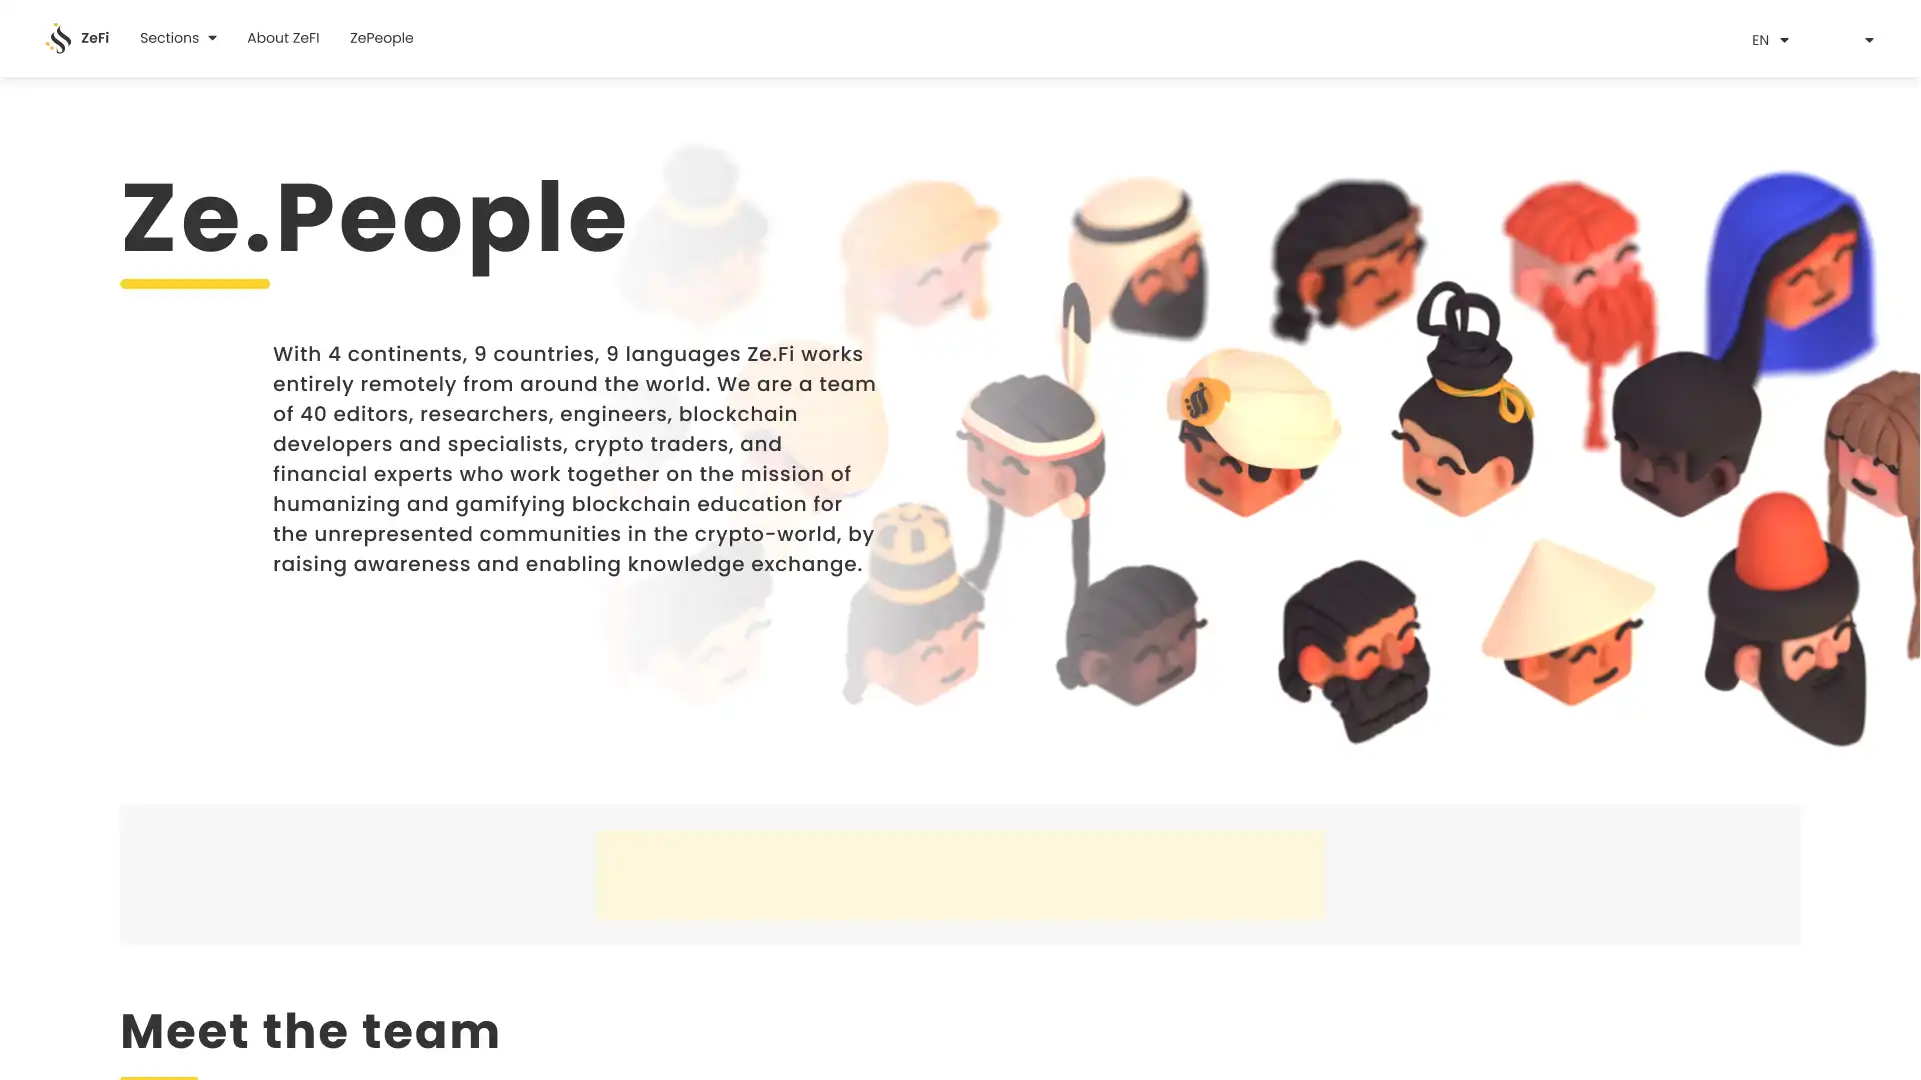 ZeFi
Sections
About ZeFI
ZePeople
EN
Ze.People
With 4 continents, 9 countries, 9 languages Ze.Fi works
entirely remotely from around the world. We are a team
of 40 editors, researchers, engineers, blockchain
developers and specialists, crypto traders, and
financial experts who work together on the mission of
humanizing and gamifying blockchain education for
the unrepresented communities in the crypto-world, by
raising awareness and enabling knowledge exchange.
Meet the team